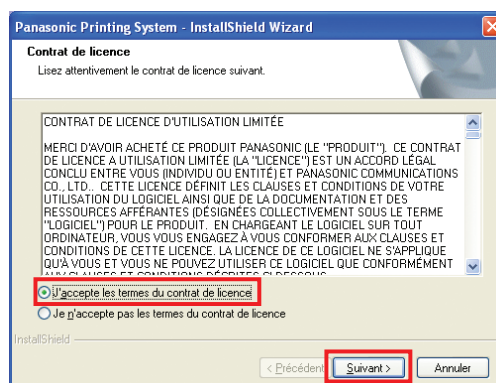 Panasonic Printing System - InstallShield Wizard
Contrat de licence
Lisez attentivement le contrat de licence suivant.
CONTRAT DE LICENCE D'UTILISATION LIMITÉE
MERCI D'AVOIR ACHETÉ CE PRODUIT PANASONIC (LE "PRODUIT"). CE CONTRAT
DE LICENCE A UTILISATION LIMITÉE (LA "LICENCE") EST UN ACCORD LÉGAL
CONCLU ENTRE VOUS (INDIVIDU OU ENTITÉ) ET PANASONIC COMMUNICATIONS
CO., LTD.. CETTE LICENCE DÉFINIT LES CLAUSES ET CONDITIONS DE VOTRE
UTILISATION DU LOGICIEL AINSI QUE DE LA DOCUMENTATION ET DES
RESSOURCES AFFÉRANTES (DÉSIGNÉES COLLECTIVEMENT SOUS LE TERME
"LOGICIEL") POUR LE PRODUIT. EN CHARGEANT LE LOGICIEL SUR TOUT
ORDINATEUR, VOUS VOUS ENGAGEZ À VOUS CONFORMER AUX CLAUSES ET
CONDITIONS DE CETTE LICENCE. LA LICENCE DE CE LOGICIEL NE S'APPLIQUE
QU'À VOUS ET VOUS NE POUVEZ UTILISER CE LOGICIEL QUE CONFORMÉMENT
AUX CLAUSES ET CONDITIONS DÉCRITES CI-DESSOUS
J'accepte les termes du contrat de licence
Je n'accepte pas les termes du contrat de licence
InstallShield
< Précédent
Suivant >
Annuler